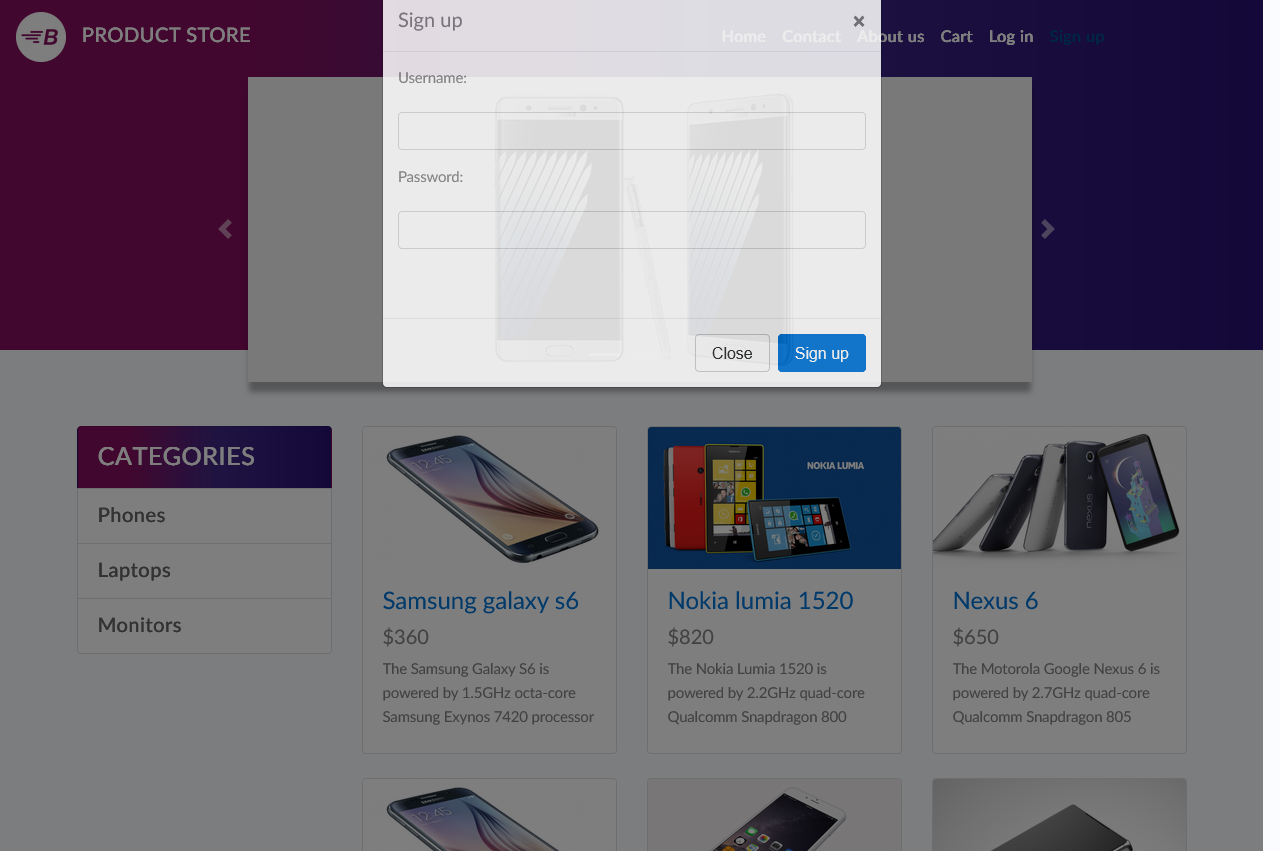 B PRODUCT STORE
Home Contact About us Cart Log in Sign up
Sign up ×
Username:
Password:
Close Sign up
CATEGORIES
Phones
Laptops
Monitors
12:45
Samsung galaxy s6
$360
The Samsung Galaxy S6 is
powered by 1.5GHz octa-core
Samsung Exynos 7420 processor
NOKIA LUMIA
Nokia lumia 1520
$820
The Nokia Lumia 1520 is
powered by 2.2GHz quad-core
Qualcomm Snapdragon 800
Nexus 6
$650
The Motorola Google Nexus 6 is
powered by 2.7GHz quad-core
Qualcomm Snapdragon 805
12:45